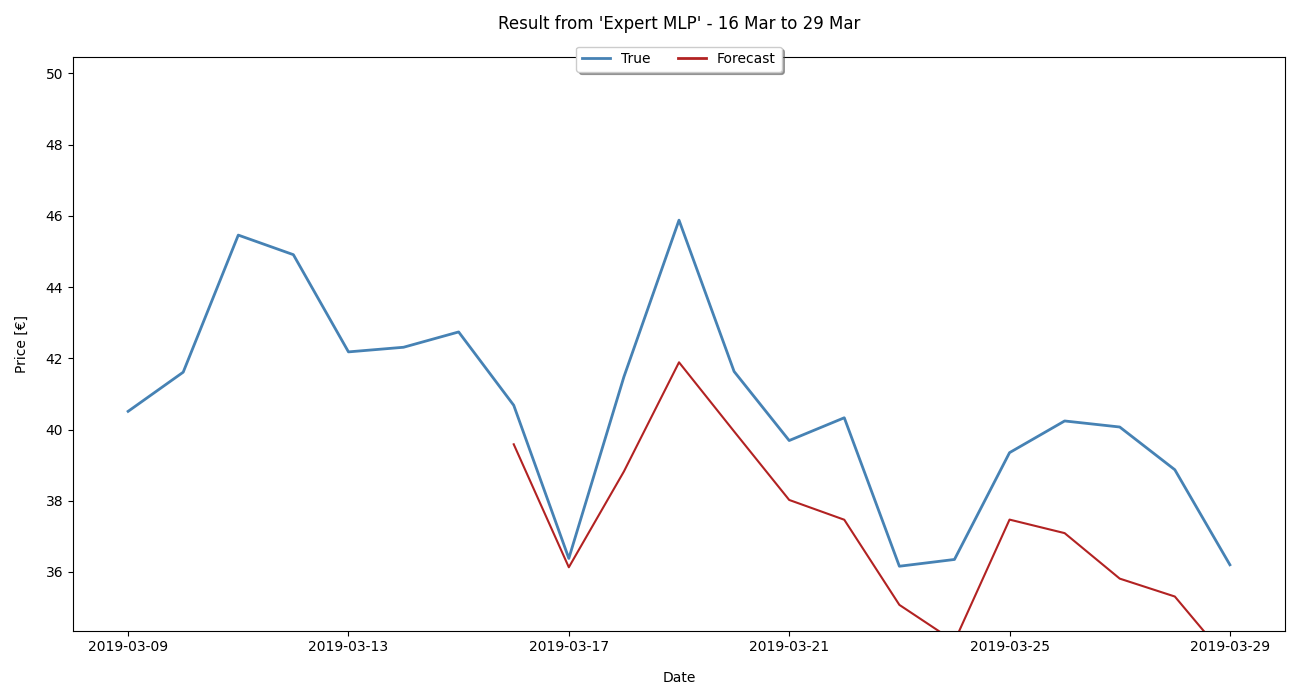 Result from 'Expert MLP' - 16 Mar to 29 Mar
True Forecast
50
48
46
44
42
40
38
36
Price [€]
2019-03-09 2019-03-13 2019-03-17 2019-03-21 2019-03-25 2019-03-29
Date